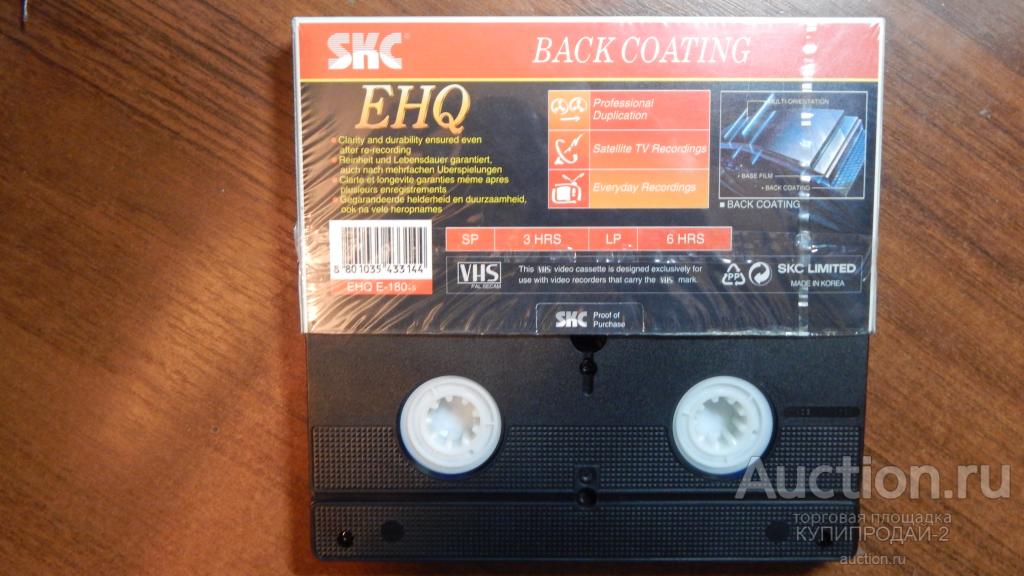 SKC
BACK COATING
EHQ
• Clarity and durability ensured even
after re-recording
• Reinheit und Lebensdauer garantiert,
auch nach mehrfachen Uberspielungen
• Clarte et longevite garanties même apres
plusieurs enregistrements
• Gegarandeerde helderheid en duurzaamheid,
ook na vele heropnames
Professional
Duplication
Satellite TV Recordings
Everyday Recordings
• MULTI-ORIENTATION
• BASE FILM
• BACK COATING
■ BACK COATING
SP 3 HRS LP 6 HRS
8 801035 433144
EHQ E-180
VHS
PAL SECAM
This VHS video cassette is designed exclusively for
use with video recorders that carry the VHS mark.
PP
SKC LIMITED
MADE IN KOREA
SKC
Proof of
Purchase
Auction.ru
торговая площадка
КУПИПРОДАЙ-2
auction.ru